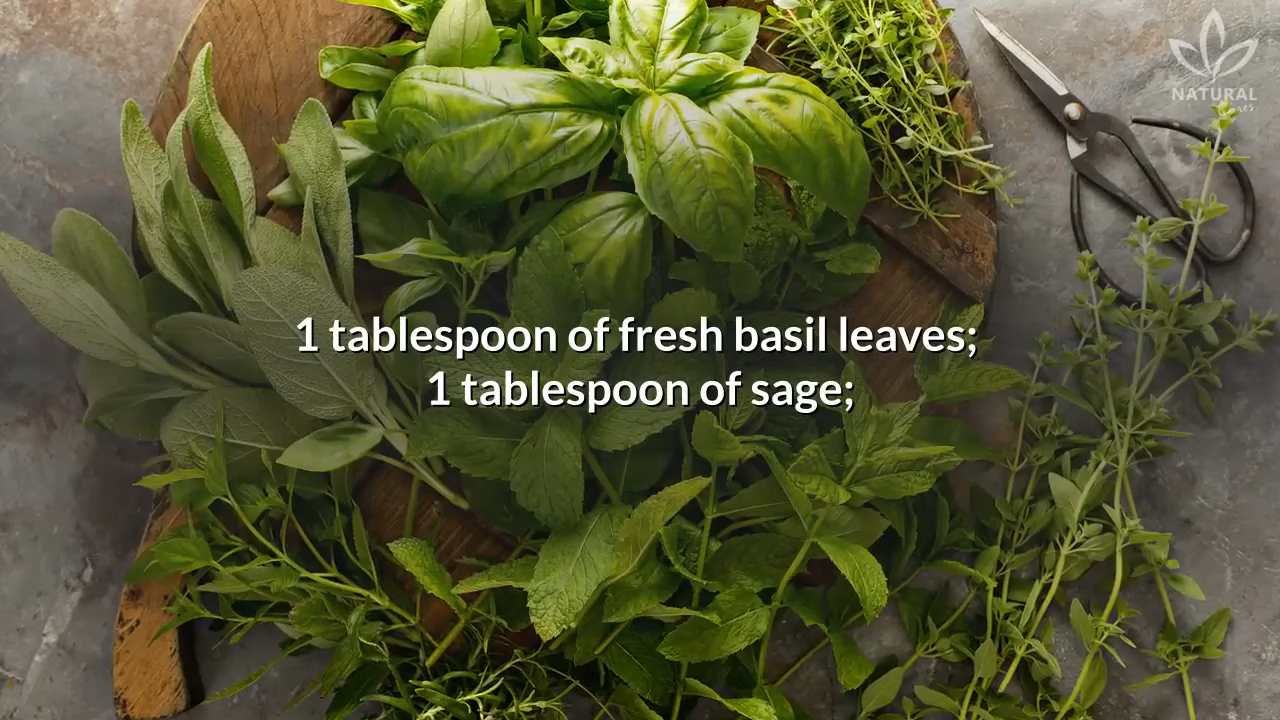 NATURAL
1 tablespoon of fresh basil leaves;
1 tablespoon of sage;